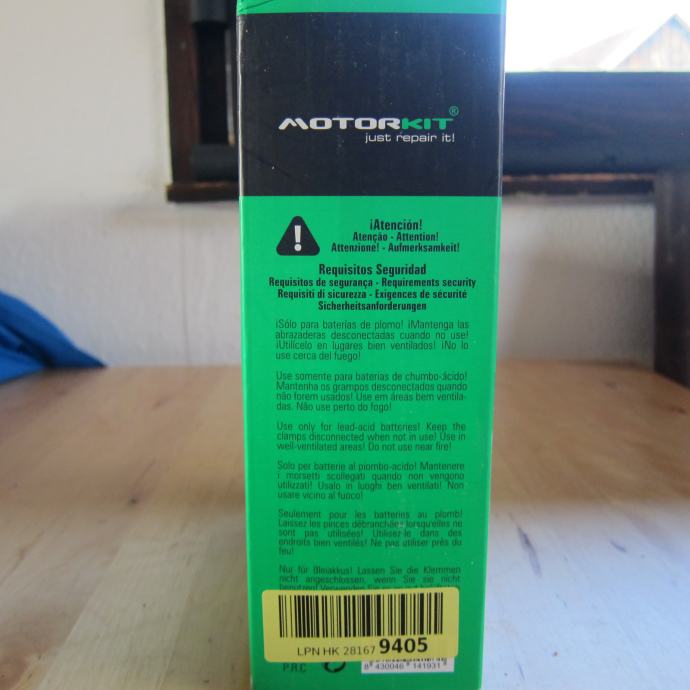 MOTORKIT®
just repair it!
¡Atención!
Atenção - Attention!
Attenzione! - Aufmerksamkeit!
Requisitos Seguridad
Requisitos de segurança - Requirements security
Requisiti di sicurezza - Exigences de sécurité
Sicherheitsanforderungen
¡Sólo para baterías de plomo! ¡Mantenga las
abrazaderas desconectadas cuando no use!
¡Utilícelo en lugares bien ventilados! ¡No lo
use cerca del fuego!
Use somente para baterias de chumbo-ácido!
Mantenha os grampos desconectados quando
não forem usados! Use em áreas bem ventila-
das. Não use perto do fogo!
Use only for lead-acid batteries! Keep the
clamps disconnected when not in use! Use in
well-ventilated areas! Do not use near fire!
Solo per batterie al piombo-acido! Mantenere
i morsetti scollegati quando non vengono
utilizzati! Usalo in luoghi ben ventilati! Non
usare vicino al fuoco!
Seulement pour les batteries au plomb!
Laissez les pinces débranchées lorsqu'elles ne
sont pas utilisées! Utilisez-le dans des
endroits bien ventilés! Ne pas utiliser près du
feu!
Nur für Bleiakkus! Lassen Sie die Klemmen
nicht angeschlossen, wenn Sie sie nicht
benutzen! Verwenden Sie es
LPN HK 28167 9405
P.R.C
8 430046 141931